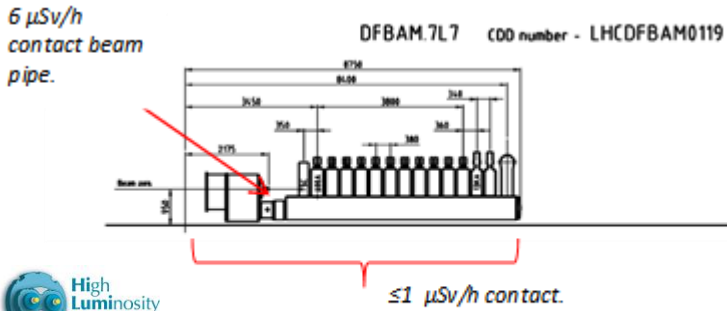 6 µSv/h
contact beam
pipe.
DFBAM.7L7 CDD number - LHCDFBAM0119
8750
8400
3450
3800
340
350
380
360
2175
Beam axis
950
≤1 µSv/h contact.
High
Luminosity